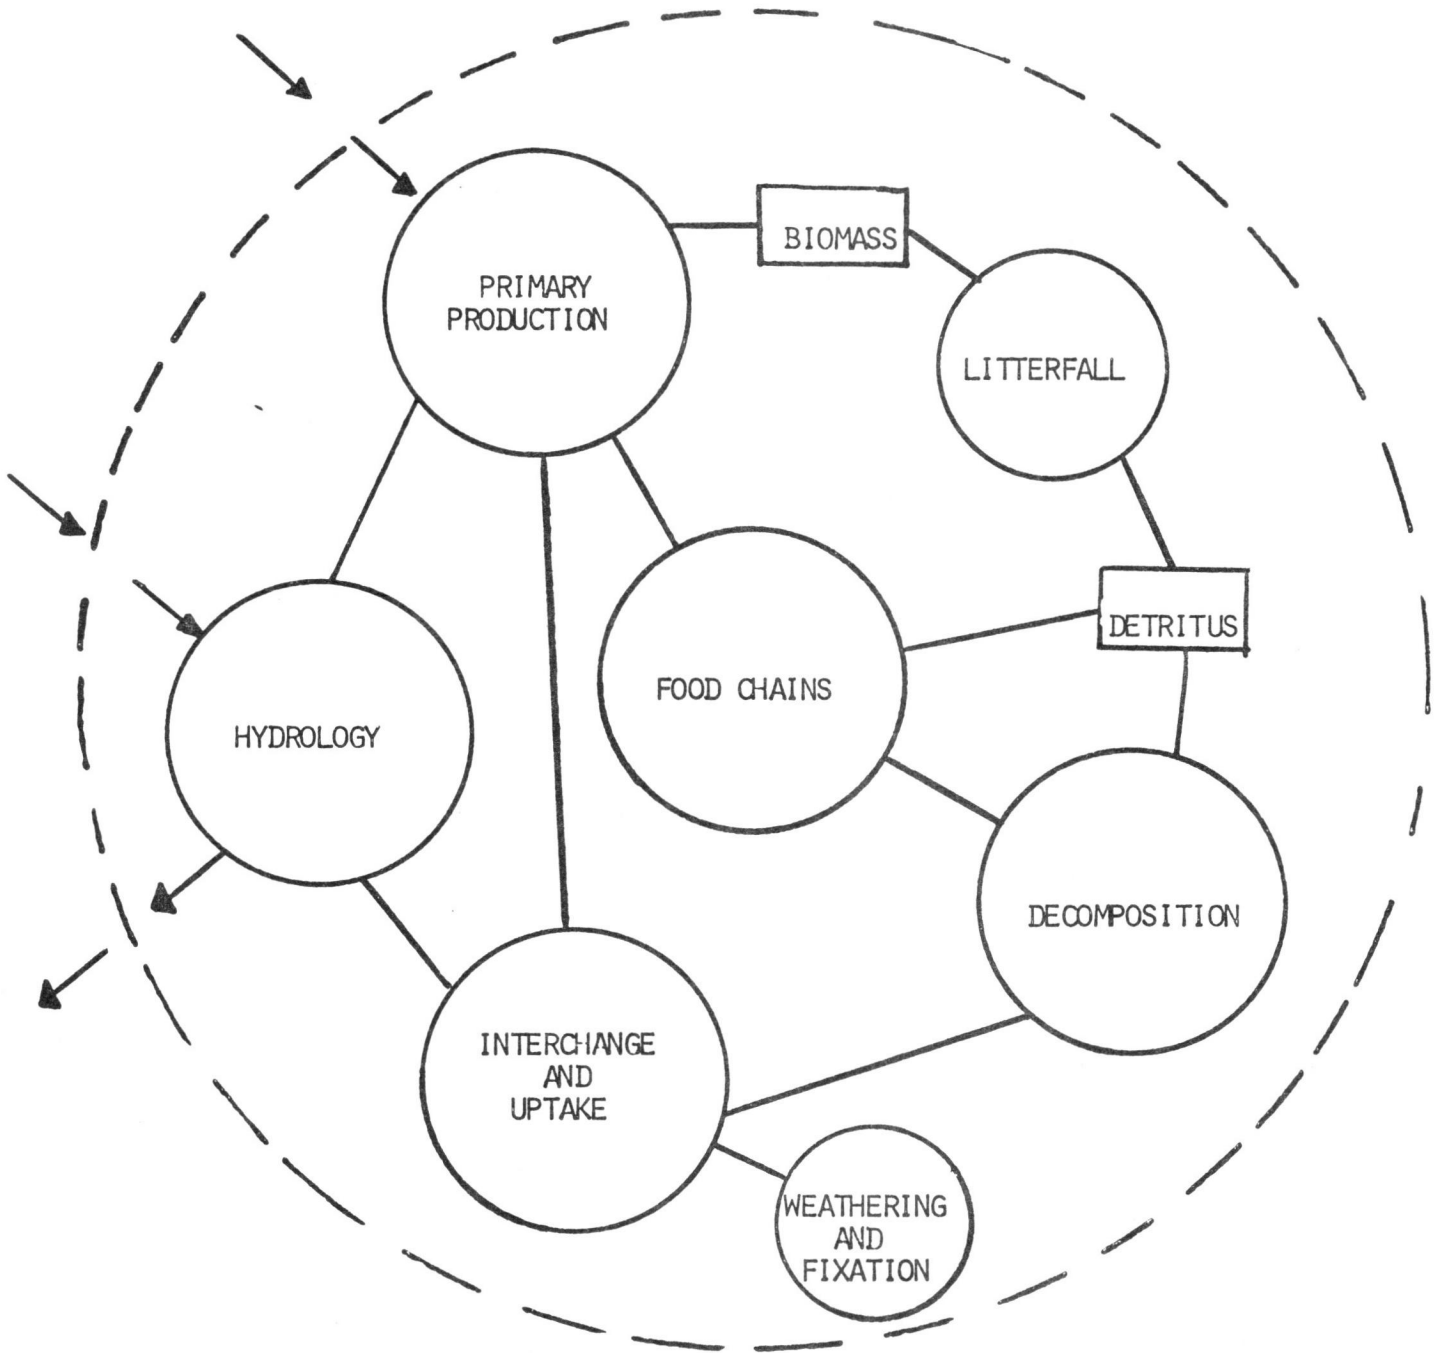 BIOMASS
PRIMARY
PRODUCTION
LITTERFALL
DETRITUS
FOOD CHAINS
HYDROLOGY
DECOMPOSITION
INTERCHANGE
AND
UPTAKE
WEATHERING
AND
FIXATION